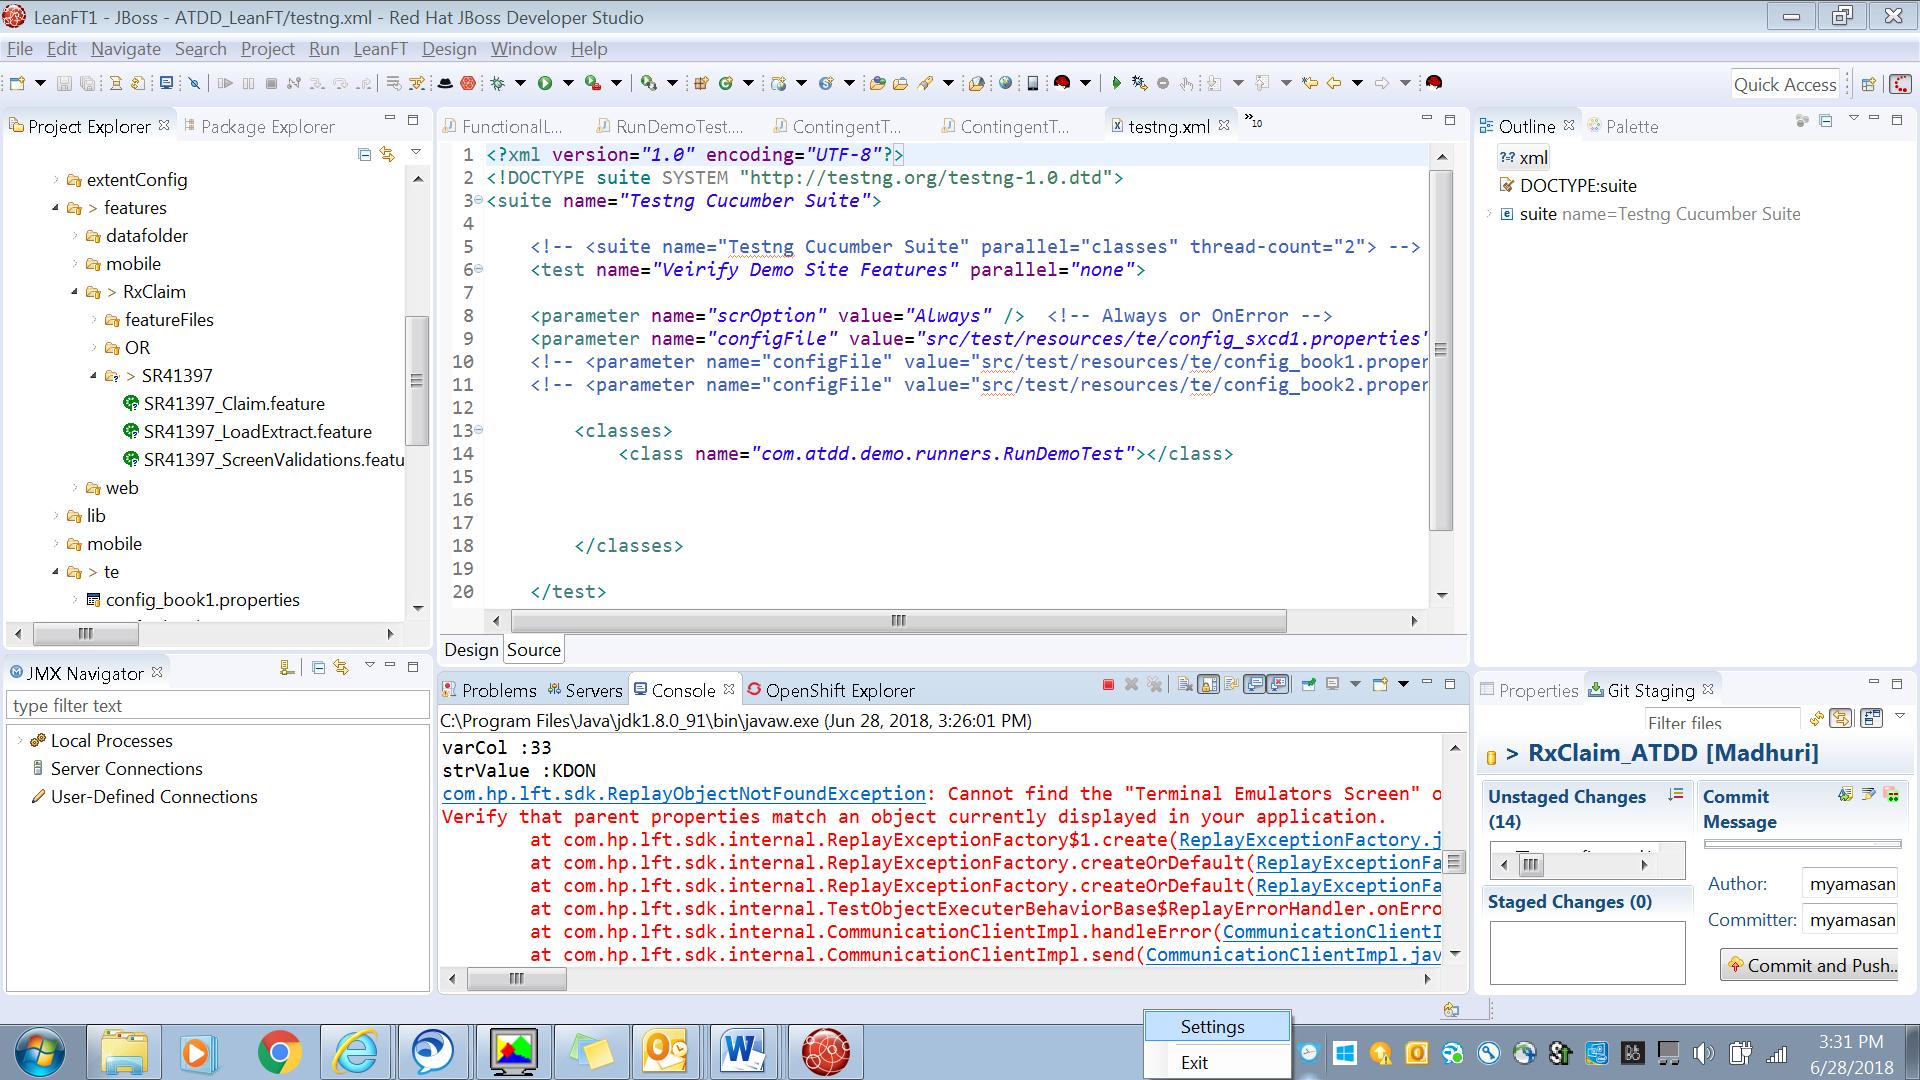 LeanFT1 - JBoss - ATDD_LeanFT/testng.xml - Red Hat JBoss Developer Studio
File Edit Navigate Search Project Run LeanFT Design Window Help
Quick Access
Project Explorer
Package Explorer
extentConfig
> features
datafolder
mobile
> RxClaim
featureFiles
OR
> SR41397
SR41397_Claim.feature
SR41397_LoadExtract.feature
SR41397_ScreenValidations.featu
web
lib
mobile
> te
config_book1.properties
FunctionalL...
RunDemoTest....
ContingentT...
ContingentT...
testng.xml
»10
1 <?xml version="1.0" encoding="UTF-8"?>
2 <!DOCTYPE suite SYSTEM "http://testng.org/testng-1.0.dtd">
3 <suite name="Testng Cucumber Suite">
4
5 <!-- <suite name="Testng Cucumber Suite" parallel="classes" thread-count="2"> -->
6 <test name="Veirify Demo Site Features" parallel="none">
7
8 <parameter name="scrOption" value="Always" /> <!-- Always or OnError -->
9 <parameter name="configFile" value="src/test/resources/te/config_sxcd1.properties"
10 <!-- <parameter name="configFile" value="src/test/resources/te/config_book1.proper
11 <!-- <parameter name="configFile" value="src/test/resources/te/config_book2.proper
12
13 <classes>
14 <class name="com.atdd.demo.runners.RunDemoTest"></class>
15
16
17
18 </classes>
19
20 </test>
Design Source
Outline
Palette
xml
DOCTYPE:suite
suite name=Testng Cucumber Suite
JMX Navigator
type filter text
Local Processes
Server Connections
User-Defined Connections
Problems Servers Console OpenShift Explorer
C:\Program Files\Java\jdk1.8.0_91\bin\javaw.exe (Jun 28, 2018, 3:26:01 PM)
varCol :33
strValue :KDON
com.hp.lft.sdk.ReplayObjectNotFoundException: Cannot find the "Terminal Emulators Screen" o
Verify that parent properties match an object currently displayed in your application.
at com.hp.lft.sdk.internal.ReplayExceptionFactory$1.create(ReplayExceptionFactory.j
at com.hp.lft.sdk.internal.ReplayExceptionFactory.createOrDefault(ReplayExceptionFa
at com.hp.lft.sdk.internal.ReplayExceptionFactory.createOrDefault(ReplayExceptionFa
at com.hp.lft.sdk.internal.TestObjectExecuterBehaviorBase$ReplayErrorHandler.onErro
at com.hp.lft.sdk.internal.CommunicationClientImpl.handleError(CommunicationClientI
at com.hp.lft.sdk.internal.CommunicationClientImpl.send(CommunicationClientImpl.jav
Properties
Git Staging
Filter files
> RxClaim_ATDD [Madhuri]
Unstaged Changes (14)
Staged Changes (0)
Commit Message
Author: myamasan
Committer: myamasan
Commit and Push..
Settings
Exit
3:31 PM
6/28/2018